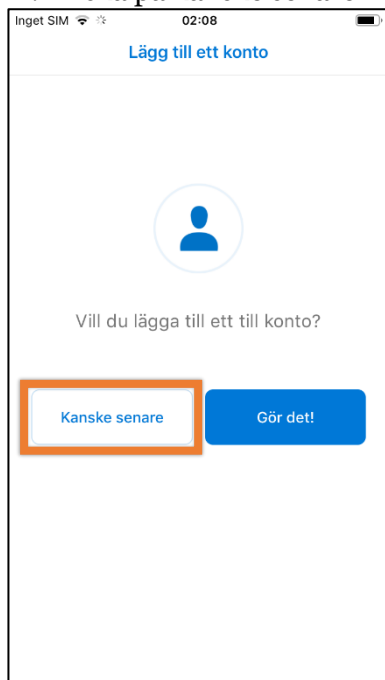 Inget SIM 02:08
Lägg till ett konto
Vill du lägga till ett till konto?
Kanske senare
Gör det!